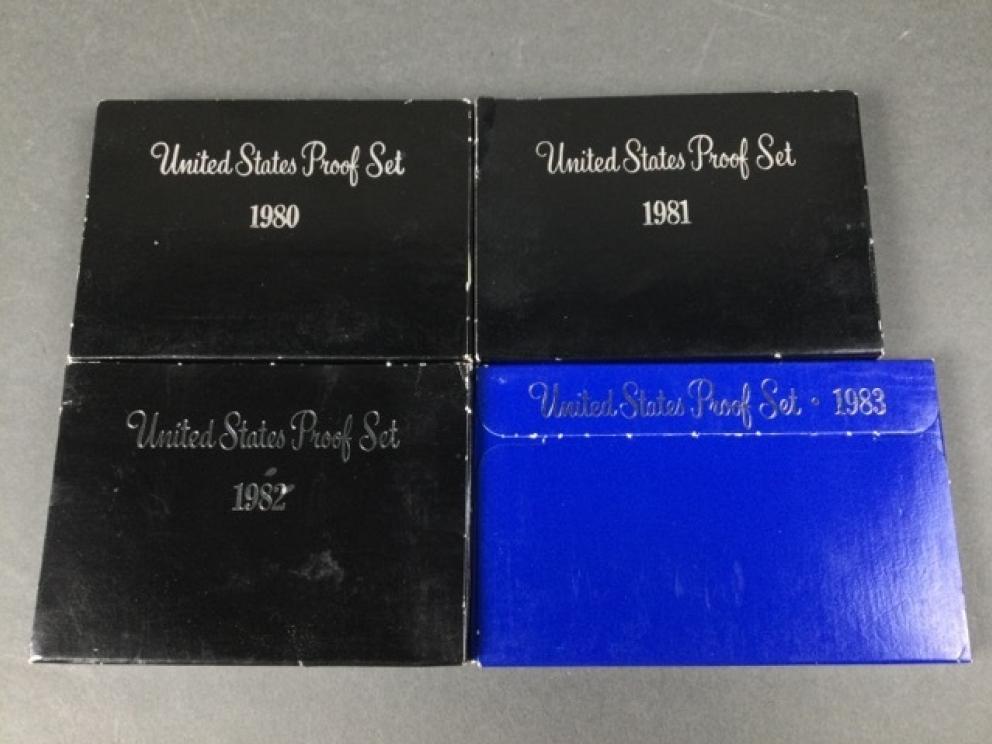 United States Proof Set
1980
United States Proof Set
1981
United States Proof Set
1982
United States Proof Set · 1983